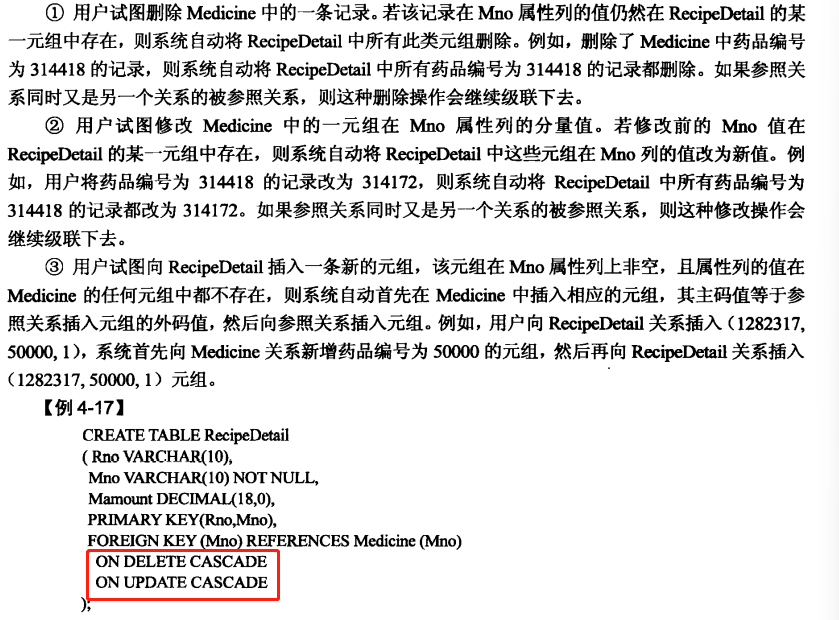 ① 用户试图删除 Medicine 中的一条记录。若该记录在 Mno 属性列的值仍然在 RecipeDetail 的某
一元组中存在，则系统自动将 RecipeDetail 中所有此类元组删除。例如，删除了 Medicine 中药品编号
为 314418 的记录，则系统自动将 RecipeDetail 中所有药品编号为 314418 的记录都删除。如果参照关
系同时又是另一个关系的被参照关系，则这种删除操作会继续级联下去。
② 用户试图修改 Medicine 中的一元组在 Mno 属性列的分量值。若修改前的 Mno 值在
RecipeDetail 的某一元组中存在，则系统自动将 RecipeDetail 中这些元组在 Mno 列的值改为新值。例
如，用户将药品编号为 314418 的记录改为 314172，则系统自动将 RecipeDetail 中所有药品编号为
314418 的记录都改为 314172。如果参照关系同时又是另一个关系的被参照关系，则这种修改操作会
继续级联下去。
③ 用户试图向 RecipeDetail 插入一条新的元组，该元组在 Mno 属性列上非空，且属性列的值在
Medicine 的任何元组中都不存在，则系统自动首先在 Medicine 中插入相应的元组，其主码值等于参
照关系插入元组的外码值，然后向参照关系插入元组。例如，用户向 RecipeDetail 关系插入（1282317,
50000, 1），系统首先向 Medicine 关系新增药品编号为 50000 的元组，然后再向 RecipeDetail 关系插入
（1282317, 50000, 1）元组。
【例 4-17】
CREATE TABLE RecipeDetail
( Rno VARCHAR(10),
Mno VARCHAR(10) NOT NULL,
Mamount DECIMAL(18,0),
PRIMARY KEY(Rno,Mno),
FOREIGN KEY (Mno) REFERENCES Medicine (Mno)
ON DELETE CASCADE
ON UPDATE CASCADE
);